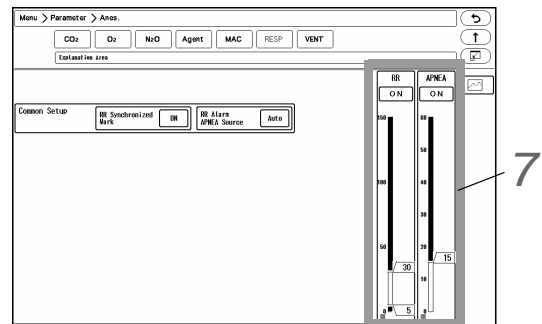 Menu > Parameter > Anes.
CO₂ O₂ N₂O Agent MAC RESP VENT
Explanation Area
RR APNEA
ON ON
Common Setup
RR Synchronized Mark ON
RR Alarm APNEA Source Auto
150 60
50
100 40
30
50 20
30 15
10
0 5 0
7